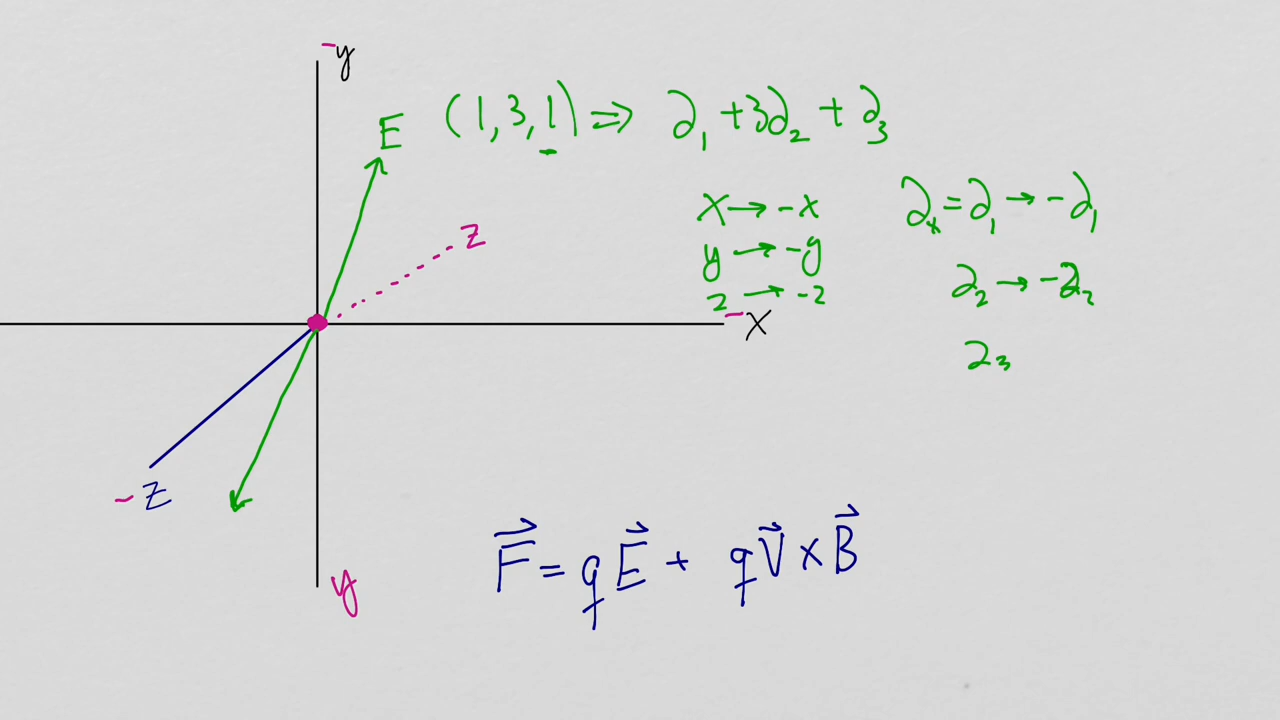 -y
E (1,3,1) ⇒ ∂₁ + 3∂₂ + ∂₃
x → -x
∂ₓ = ∂₁ → -∂₁
z
y → -y
∂₂ → -∂₂
z → -z
-x
∂₃
-z
F⃗ = qE⃗ + qV⃗ × B⃗
y